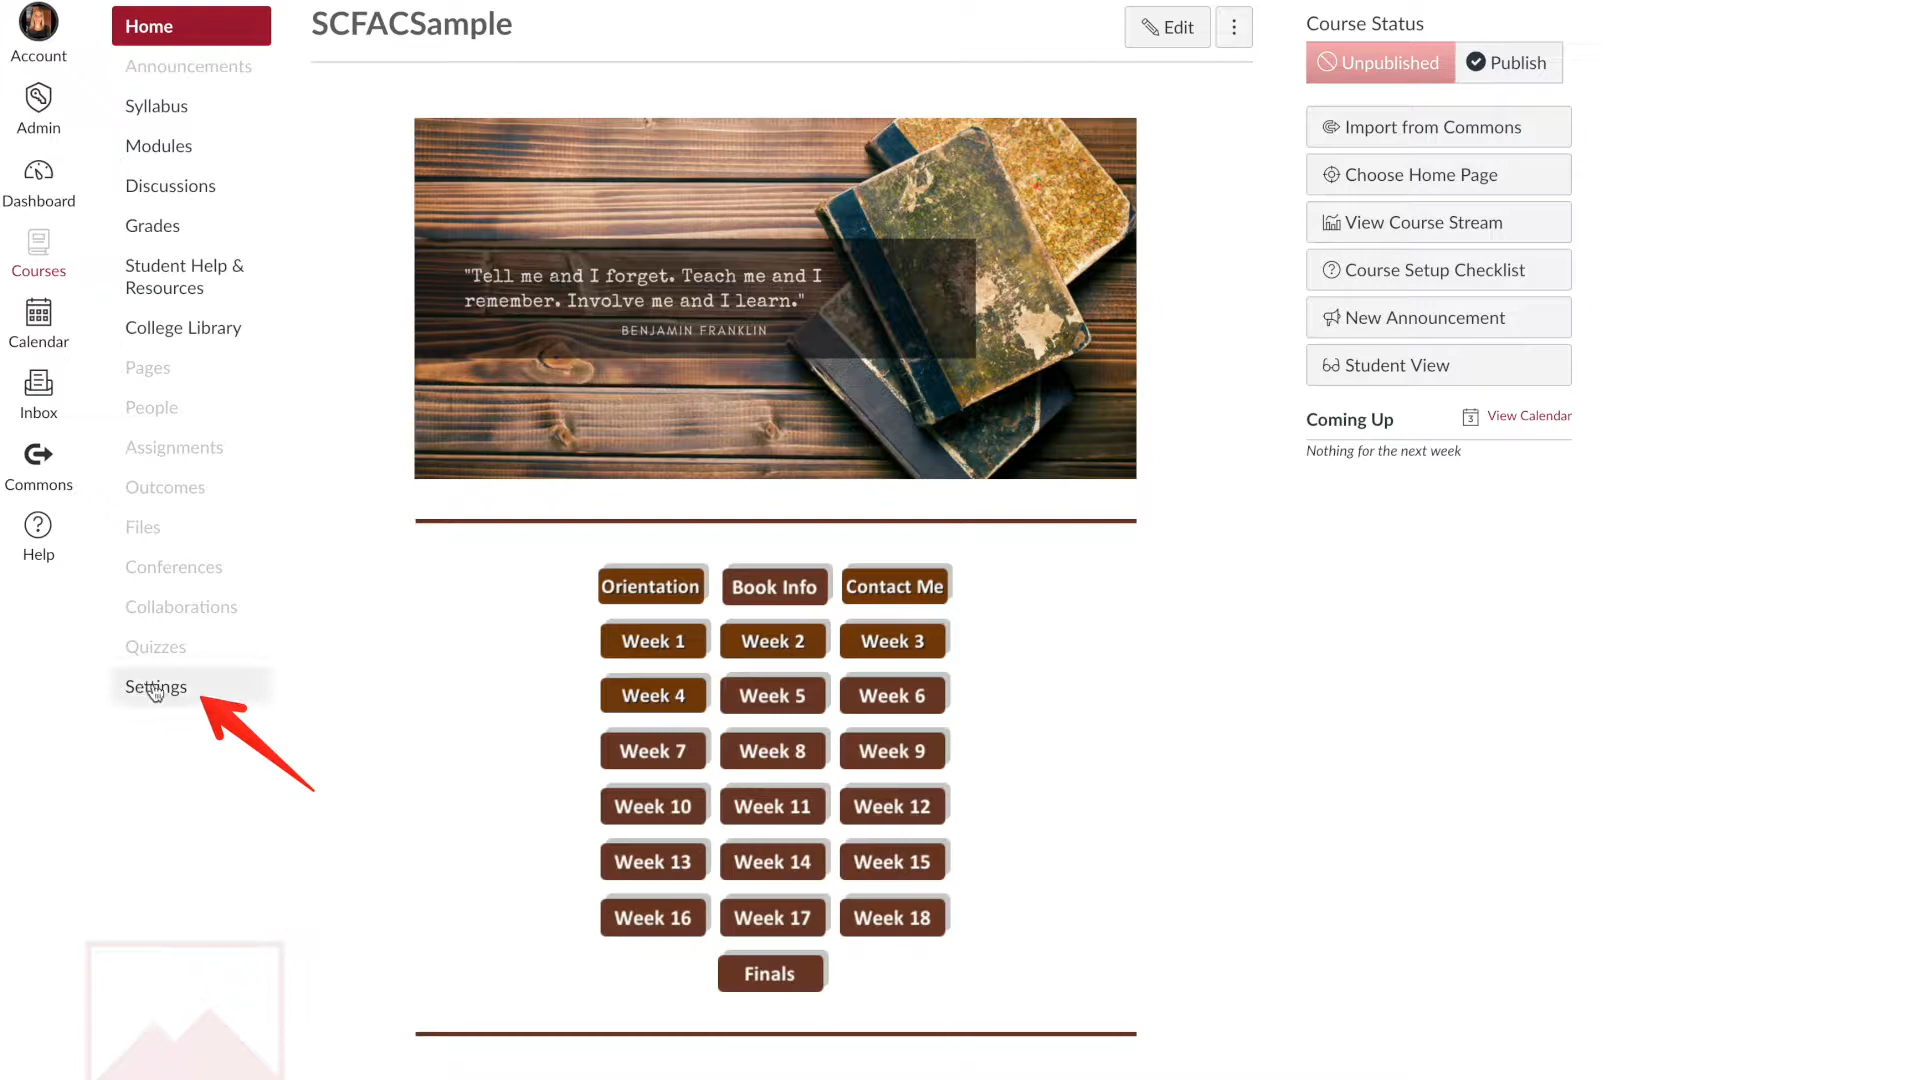 Account
Admin
Dashboard
Courses
Calendar
Inbox
Commons
Help
Home
Announcements
Syllabus
Modules
Discussions
Grades
Student Help &
Resources
College Library
Pages
People
Assignments
Outcomes
Files
Conferences
Collaborations
Quizzes
Settings
SCFACSample
Edit
"Tell me and I forget. Teach me and I
remember. Involve me and I learn."
BENJAMIN FRANKLIN
Orientation Book Info Contact Me
Week 1 Week 2 Week 3
Week 4 Week 5 Week 6
Week 7 Week 8 Week 9
Week 10 Week 11 Week 12
Week 13 Week 14 Week 15
Week 16 Week 17 Week 18
Finals
Course Status
Unpublished Publish
Import from Commons
Choose Home Page
View Course Stream
Course Setup Checklist
New Announcement
Student View
Coming Up 3 View Calendar
Nothing for the next week